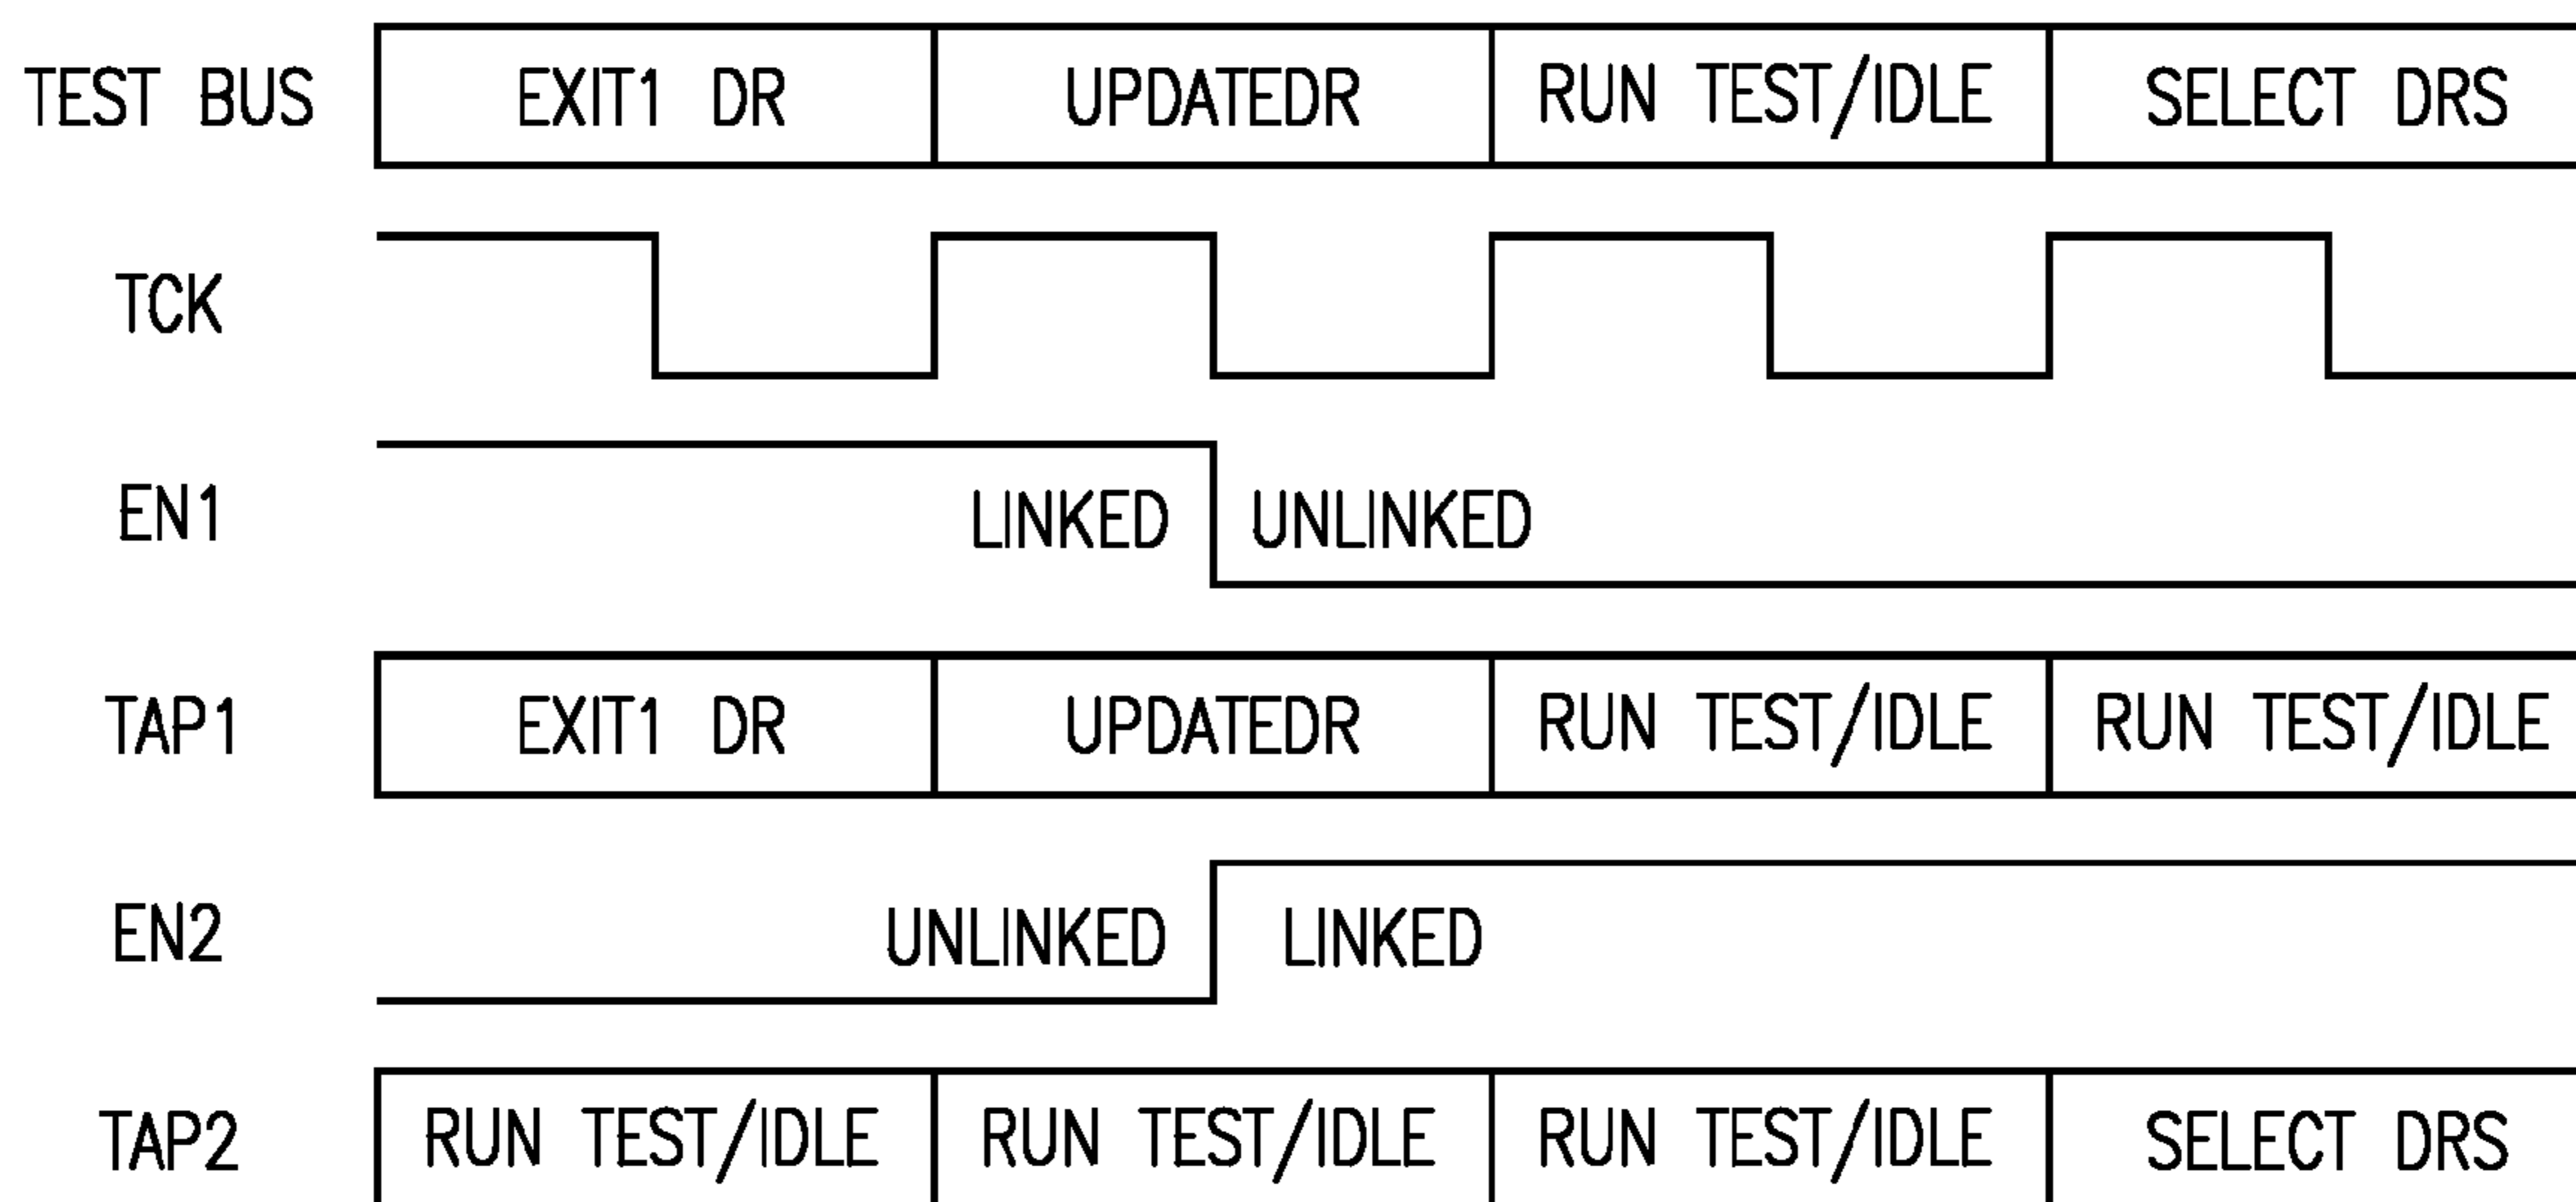 TEST BUS EXIT1 DR UPDATEDR RUN TEST/IDLE SELECT DRS
TCK
EN1 LINKED UNLINKED
TAP1 EXIT1 DR UPDATEDR RUN TEST/IDLE RUN TEST/IDLE
EN2 UNLINKED LINKED
TAP2 RUN TEST/IDLE RUN TEST/IDLE RUN TEST/IDLE SELECT DRS